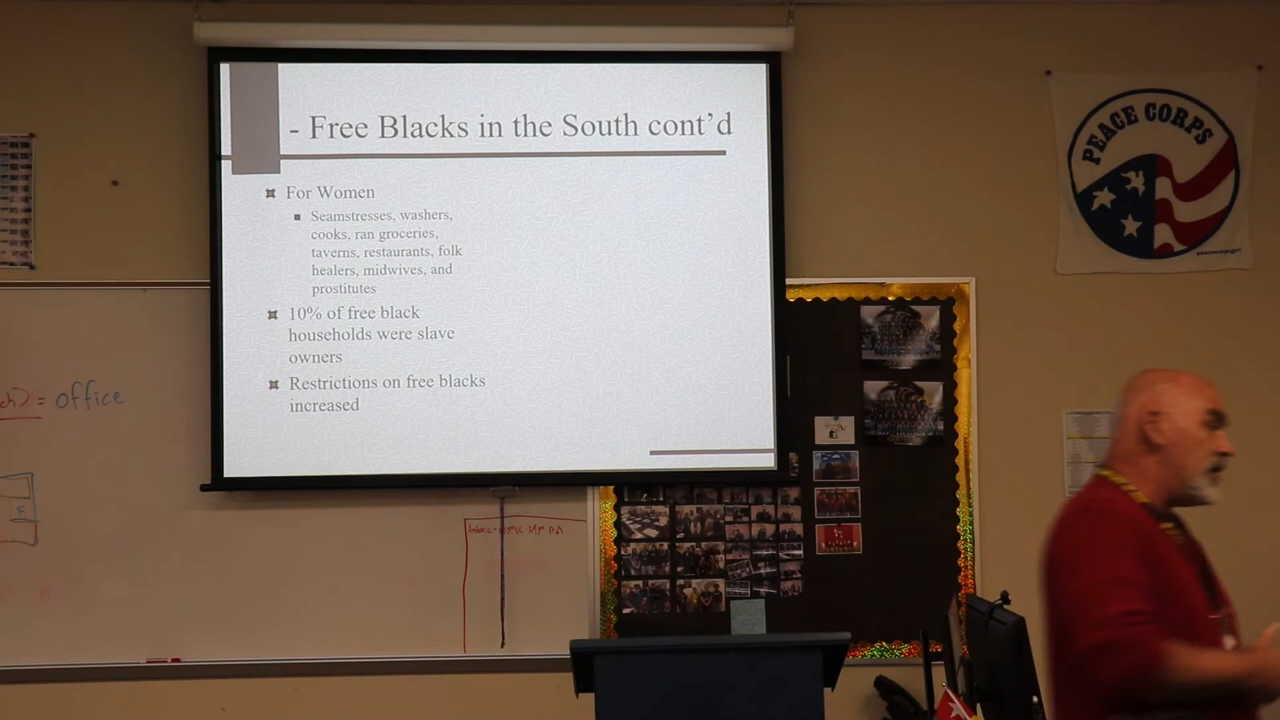 - Free Blacks in the South cont'd
For Women
Seamstresses, washers,
cooks, ran groceries,
taverns, restaurants, folk
healers, midwives, and
prostitutes
10% of free black
households were slave
owners
Restrictions on free blacks
increased
PEACE CORPS
= office
F